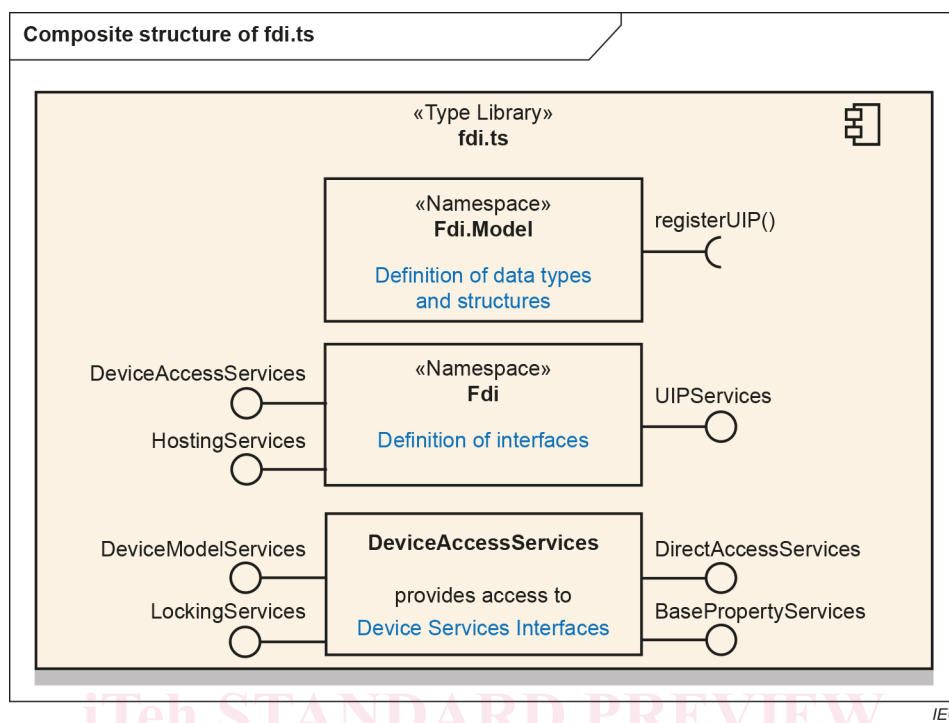 Composite structure of fdi.ts
«Type Library»
fdi.ts
«Namespace»
Fdi.Model
Definition of data types
and structures
registerUIP()
DeviceAccessServices
HostingServices
«Namespace»
Fdi
Definition of interfaces
UIPServices
DeviceModelServices
LockingServices
DeviceAccessServices
provides access to
Device Services Interfaces
DirectAccessServices
BasePropertyServices
iTeh STANDARD PREVIEW